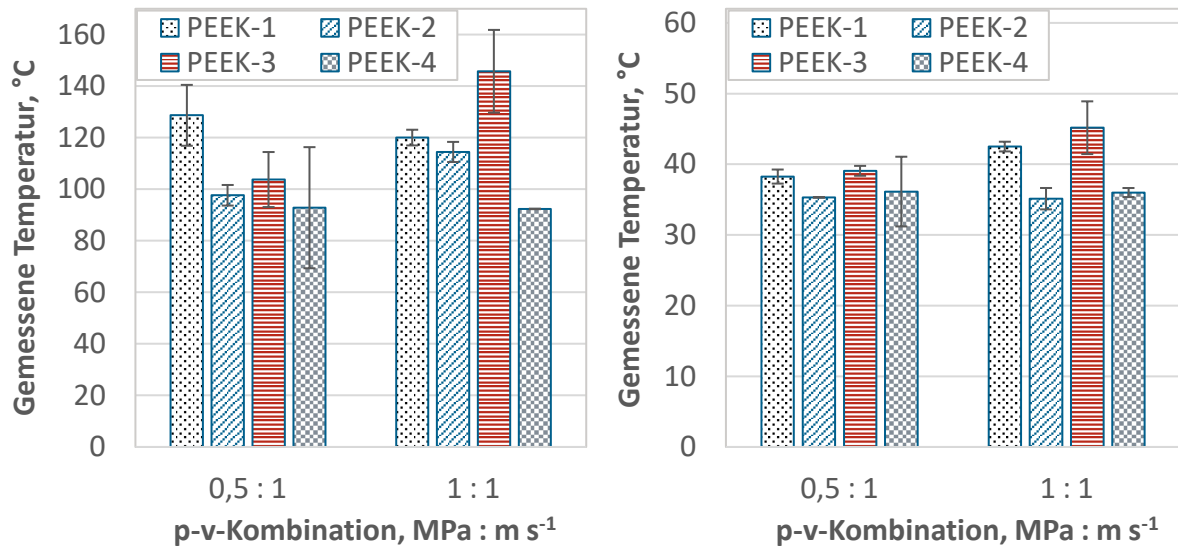 Gemessene Temperatur, °C
160
140
120
100
80
60
40
20
0
PEEK-1 PEEK-2
PEEK-3 PEEK-4
0,5 : 1 1 : 1
p-v-Kombination, MPa : m s⁻¹
Gemessene Temperatur, °C
60
50
40
30
20
10
0
PEEK-1 PEEK-2
PEEK-3 PEEK-4
0,5 : 1 1 : 1
p-v-Kombination, MPa : m s⁻¹